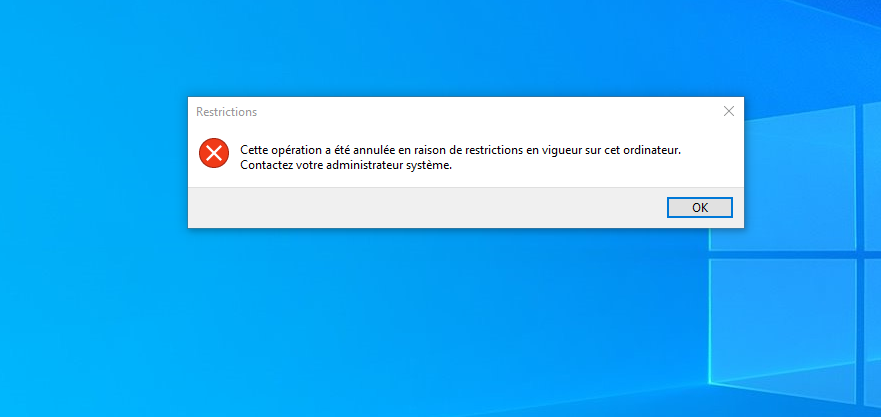 Restrictions
Cette opération a été annulée en raison de restrictions en vigueur sur cet ordinateur.
Contactez votre administrateur système.
OK